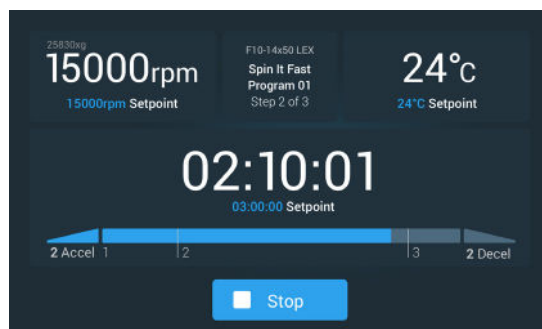 25830xg
15000rpm
15000rpm Setpoint
F10-14x50 LEX
Spin It Fast
Program 01
Step 2 of 3
24°C
24°C Setpoint
02:10:01
03:00:00 Setpoint
2 Accel 1 2 3 2 Decel
Stop